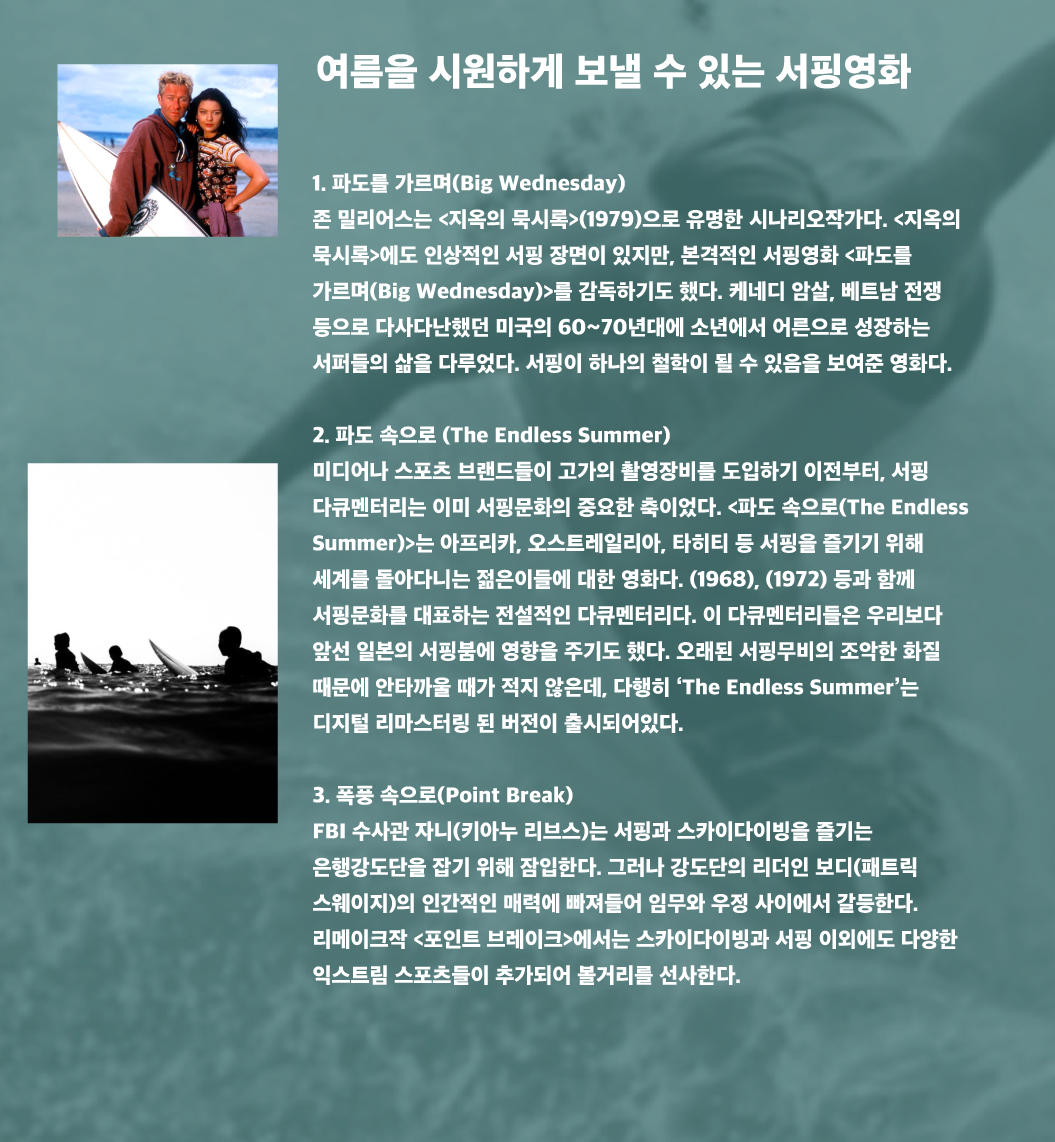 여름을 시원하게 보낼 수 있는 서핑영화
1. 파도를 가르며(Big Wednesday)
존 밀리어스는 <지옥의 묵시록>(1979)으로 유명한 시나리오작가다. <지옥의
묵시록>에도 인상적인 서핑 장면이 있지만, 본격적인 서핑영화 <파도를
가르며(Big Wednesday)>를 감독하기도 했다. 케네디 암살, 베트남 전쟁
등으로 다사다난했던 미국의 60~70년대에 소년에서 어른으로 성장하는
서퍼들의 삶을 다루었다. 서핑이 하나의 철학이 될 수 있음을 보여준 영화다.
2. 파도 속으로 (The Endless Summer)
미디어나 스포츠 브랜드들이 고가의 촬영장비를 도입하기 이전부터, 서핑
다큐멘터리는 이미 서핑문화의 중요한 축이었다. <파도 속으로(The Endless
Summer)>는 아프리카, 오스트레일리아, 타히티 등 서핑을 즐기기 위해
세계를 돌아다니는 젊은이들에 대한 영화다. (1968), (1972) 등과 함께
서핑문화를 대표하는 전설적인 다큐멘터리다. 이 다큐멘터리들은 우리보다
앞선 일본의 서핑붐에 영향을 주기도 했다. 오래된 서핑무비의 조악한 화질
때문에 안타까울 때가 적지 않은데, 다행히 ‘The Endless Summer’는
디지털 리마스터링 된 버전이 출시되어있다.
3. 폭풍 속으로(Point Break)
FBI 수사관 자니(키아누 리브스)는 서핑과 스카이다이빙을 즐기는
은행강도단을 잡기 위해 잠입한다. 그러나 강도단의 리더인 보디(패트릭
스웨이지)의 인간적인 매력에 빠져들어 임무와 우정 사이에서 갈등한다.
리메이크작 <포인트 브레이크>에서는 스카이다이빙과 서핑 이외에도 다양한
익스트림 스포츠들이 추가되어 볼거리를 선사한다.